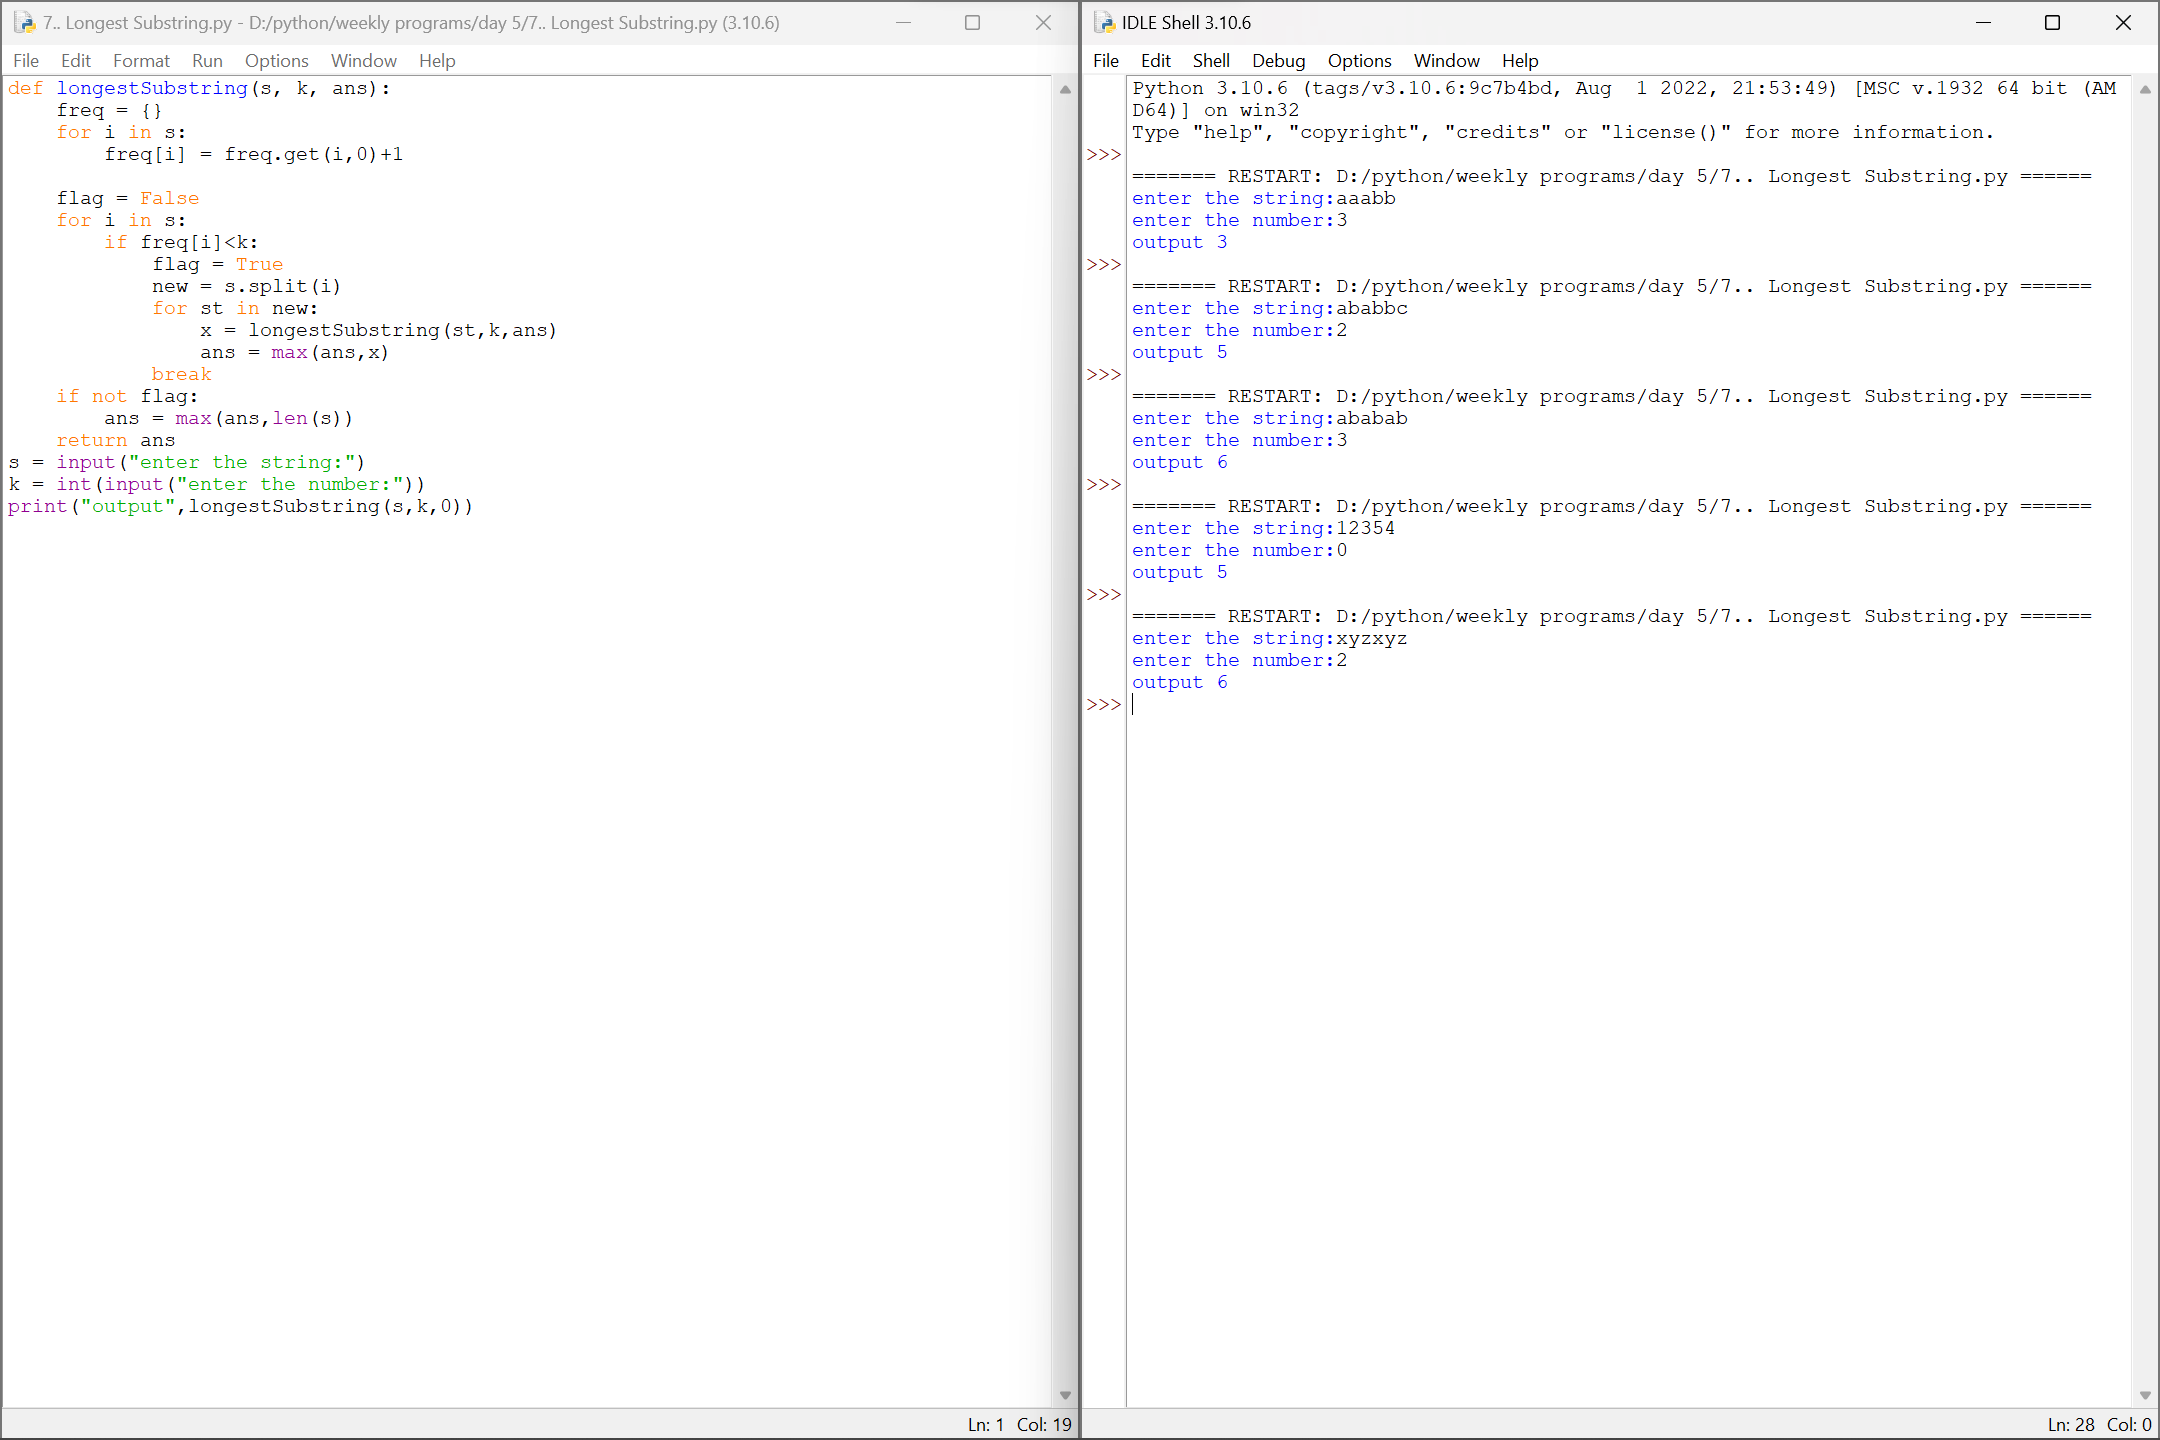 7.. Longest Substring.py - D:/python/weekly programs/day 5/7.. Longest Substring.py (3.10.6)
File Edit Format Run Options Window Help
def longestSubstring(s, k, ans):
    freq = {}
    for i in s:
        freq[i] = freq.get(i,0)+1

    flag = False
    for i in s:
        if freq[i]<k:
            flag = True
            new = s.split(i)
            for st in new:
                x = longestSubstring(st,k,ans)
                ans = max(ans,x)
            break
    if not flag:
        ans = max(ans,len(s))
    return ans
s = input("enter the string:")
k = int(input("enter the number:"))
print("output",longestSubstring(s,k,0))
Ln: 1 Col: 19
IDLE Shell 3.10.6
File Edit Shell Debug Options Window Help
Python 3.10.6 (tags/v3.10.6:9c7b4bd, Aug  1 2022, 21:53:49) [MSC v.1932 64 bit (AM
D64)] on win32
Type "help", "copyright", "credits" or "license()" for more information.
>>>
======= RESTART: D:/python/weekly programs/day 5/7.. Longest Substring.py ======
enter the string:aaabb
enter the number:3
output 3
>>>
======= RESTART: D:/python/weekly programs/day 5/7.. Longest Substring.py ======
enter the string:ababbc
enter the number:2
output 5
>>>
======= RESTART: D:/python/weekly programs/day 5/7.. Longest Substring.py ======
enter the string:ababab
enter the number:3
output 6
>>>
======= RESTART: D:/python/weekly programs/day 5/7.. Longest Substring.py ======
enter the string:12354
enter the number:0
output 5
>>>
======= RESTART: D:/python/weekly programs/day 5/7.. Longest Substring.py ======
enter the string:xyzxyz
enter the number:2
output 6
>>>
Ln: 28 Col: 0